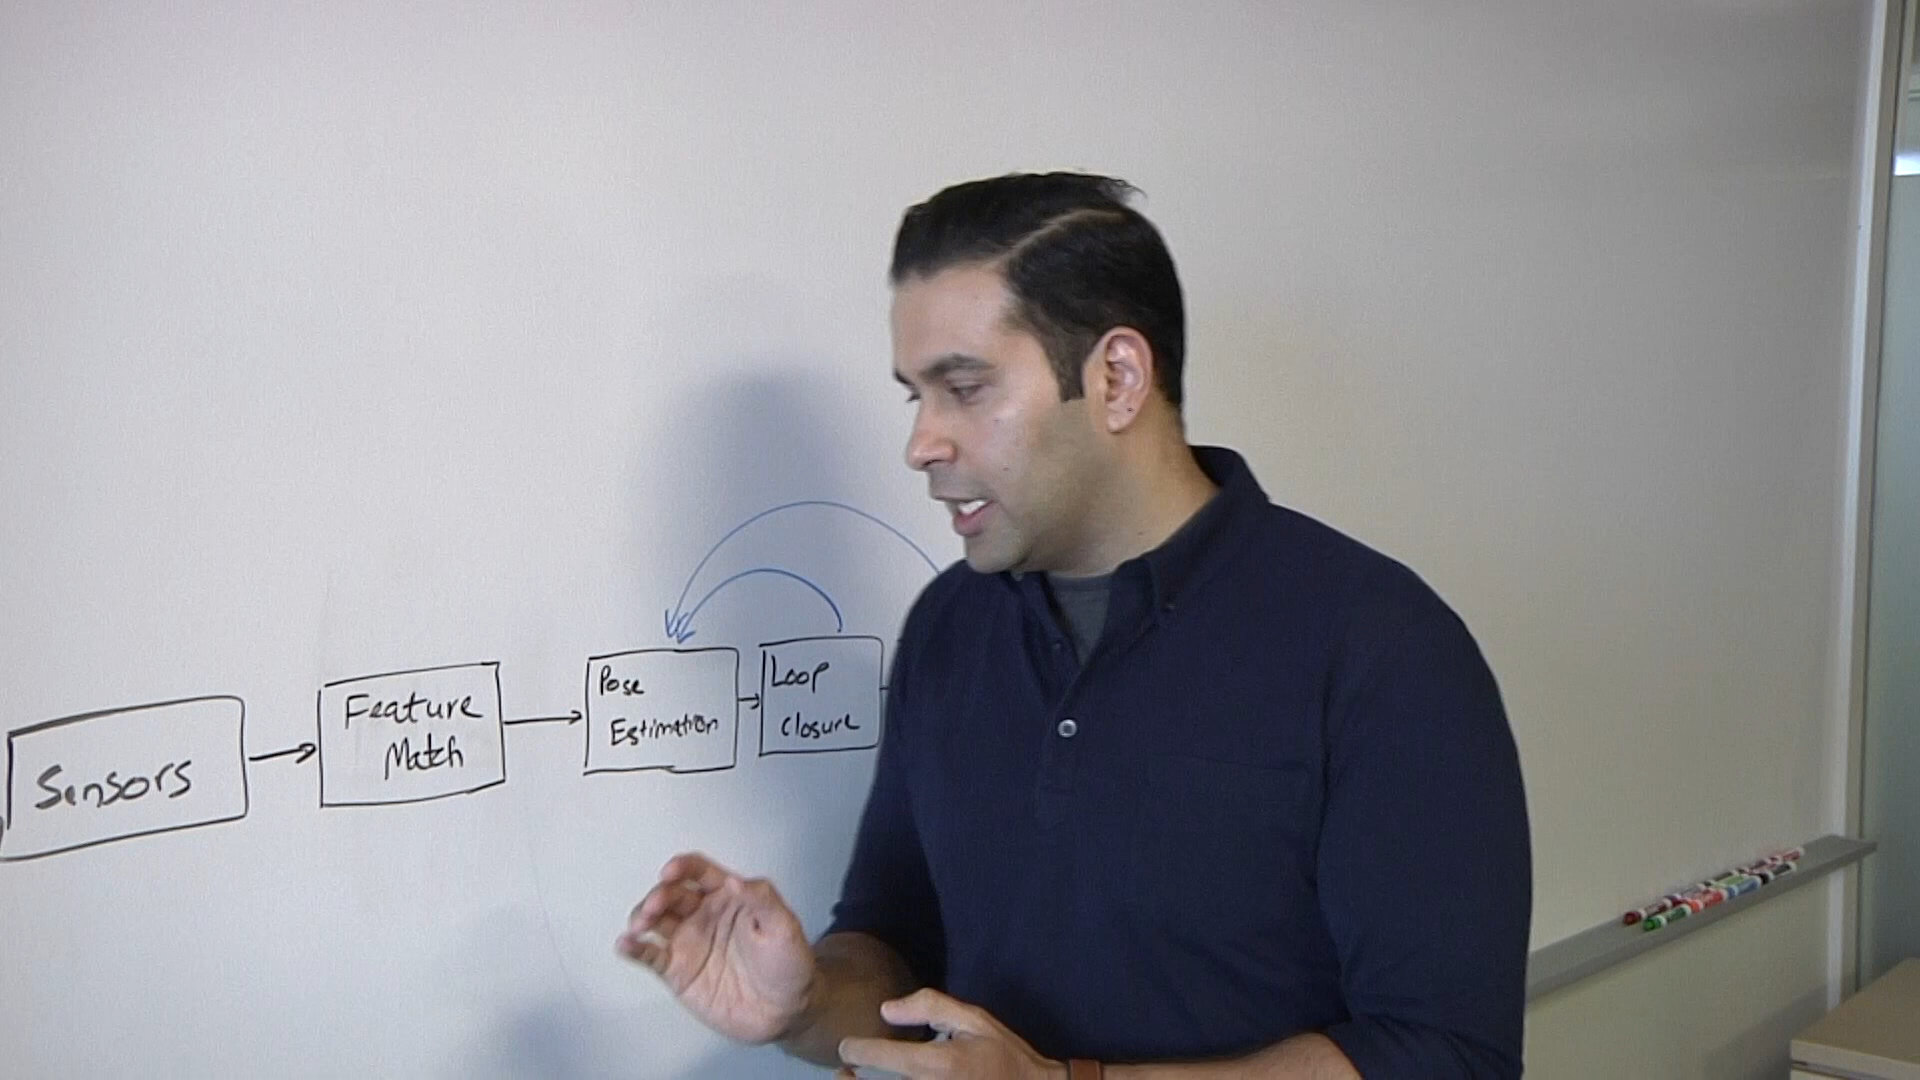 Sensors
Feature
Match
Pose
Estimation
Loop
Closure